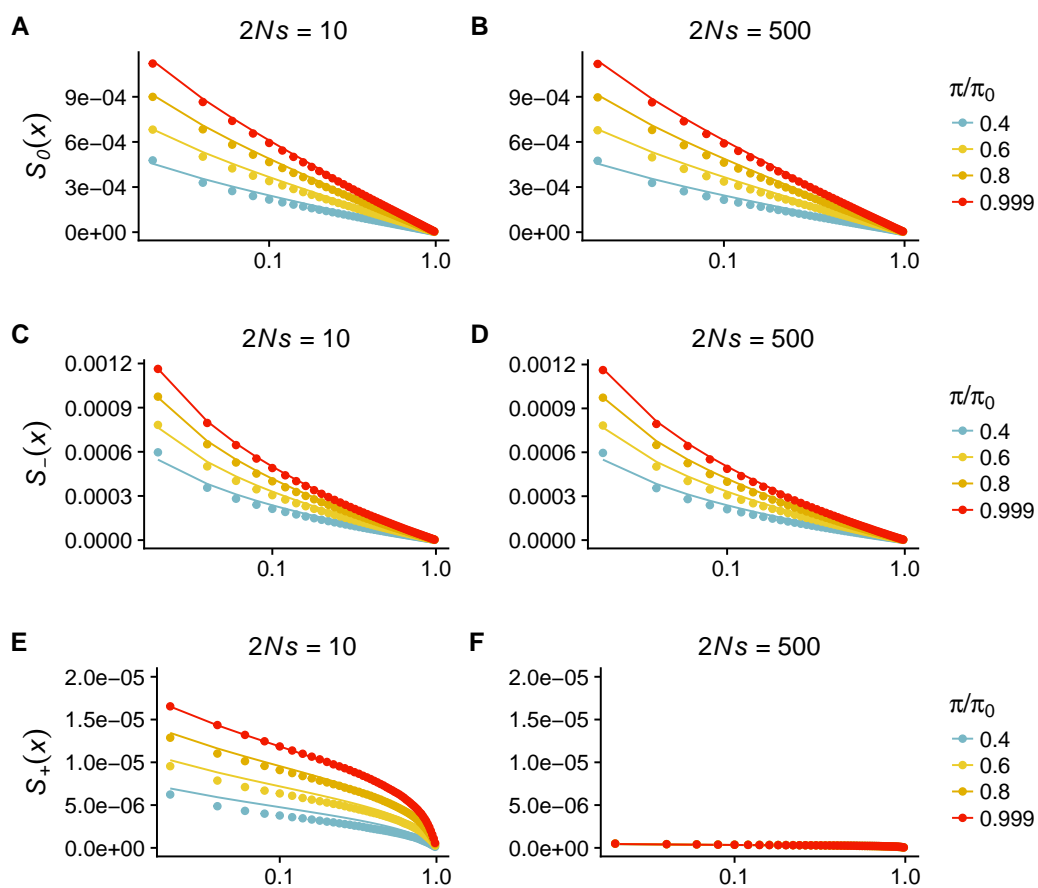 A
2Ns = 10
B
2Ns = 500
S₀(x)
9e−04
6e−04
3e−04
0e+00
0.1
1.0
9e−04
6e−04
3e−04
0e+00
0.1
1.0
π/π₀
0.4
0.6
0.8
0.999
C
2Ns = 10
D
2Ns = 500
S₋(x)
0.0012
0.0009
0.0006
0.0003
0.0000
0.1
1.0
0.0012
0.0009
0.0006
0.0003
0.0000
0.1
1.0
π/π₀
0.4
0.6
0.8
0.999
E
2Ns = 10
F
2Ns = 500
S₊(x)
2.0e−05
1.5e−05
1.0e−05
5.0e−06
0.0e+00
0.1
1.0
2.0e−05
1.5e−05
1.0e−05
5.0e−06
0.0e+00
0.1
1.0
π/π₀
0.4
0.6
0.8
0.999